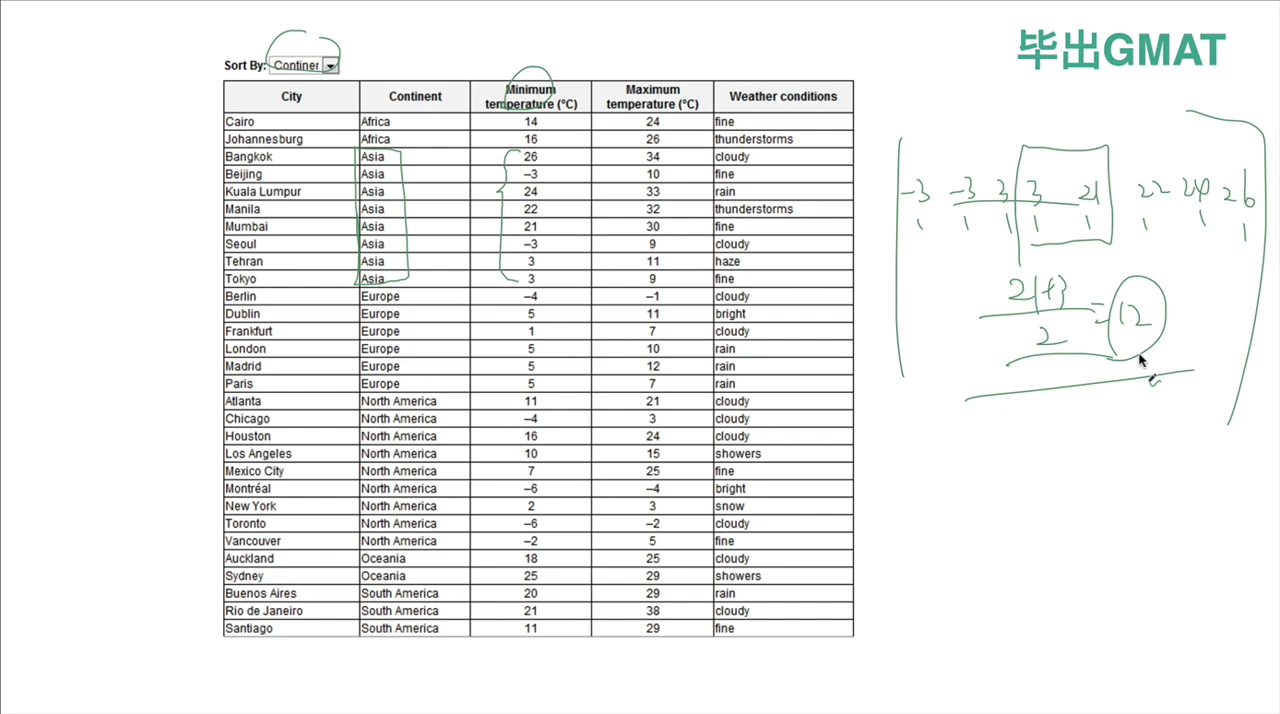 毕出GMAT
Sort By: Continer
City Continent Minimum temperature (°C) Maximum temperature (°C) Weather conditions
Cairo Africa 14 24 fine
Johannesburg Africa 16 26 thunderstorms
Bangkok Asia 26 34 cloudy
Beijing Asia –3 10 fine
Kuala Lumpur Asia 24 33 rain
Manila Asia 22 32 thunderstorms
Mumbai Asia 21 30 fine
Seoul Asia –3 9 cloudy
Tehran Asia 3 11 haze
Tokyo Asia 3 9 fine
Berlin Europe –4 –1 cloudy
Dublin Europe 5 11 bright
Frankfurt Europe 1 7 cloudy
London Europe 5 10 rain
Madrid Europe 5 12 rain
Paris Europe 5 7 rain
Atlanta North America 11 21 cloudy
Chicago North America –4 3 cloudy
Houston North America 16 24 cloudy
Los Angeles North America 10 15 showers
Mexico City North America 7 25 fine
Montréal North America –6 –4 bright
New York North America 2 3 snow
Toronto North America –6 –2 cloudy
Vancouver North America –2 5 fine
Auckland Oceania 18 25 cloudy
Sydney Oceania 25 29 showers
Buenos Aires South America 20 29 rain
Rio de Janeiro South America 21 38 cloudy
Santiago South America 11 29 fine
-3 -3 3 3 21 22 24 26
21+3
2
= 12